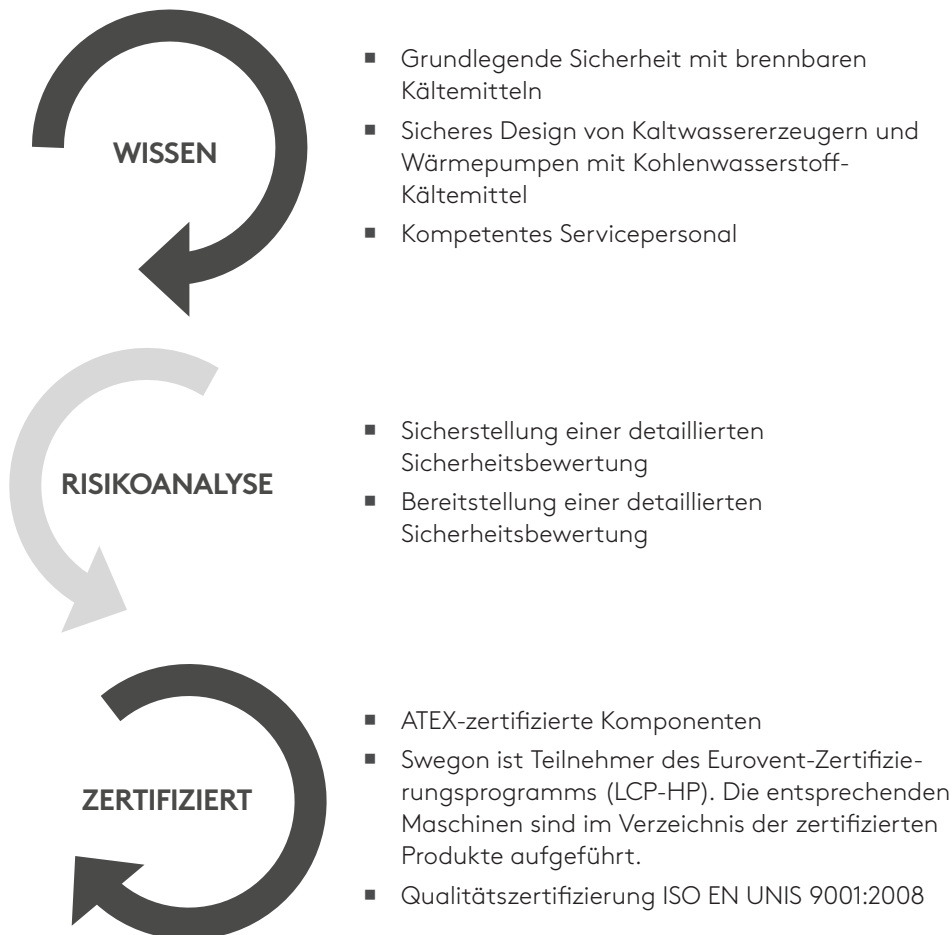 WISSEN
▪ Grundlegende Sicherheit mit brennbaren
Kältemitteln
▪ Sicheres Design von Kaltwassererzeugern und
Wärmepumpen mit Kohlenwasserstoff-
Kältemittel
▪ Kompetentes Servicepersonal
RISIKOANALYSE
▪ Sicherstellung einer detaillierten
Sicherheitsbewertung
▪ Bereitstellung einer detaillierten
Sicherheitsbewertung
ZERTIFIZIERT
▪ ATEX-zertifizierte Komponenten
▪ Swegon ist Teilnehmer des Eurovent-Zertifizie-
rungsprogramms (LCP-HP). Die entsprechenden
Maschinen sind im Verzeichnis der zertifizierten
Produkte aufgeführt.
▪ Qualitätszertifizierung ISO EN UNIS 9001:2008